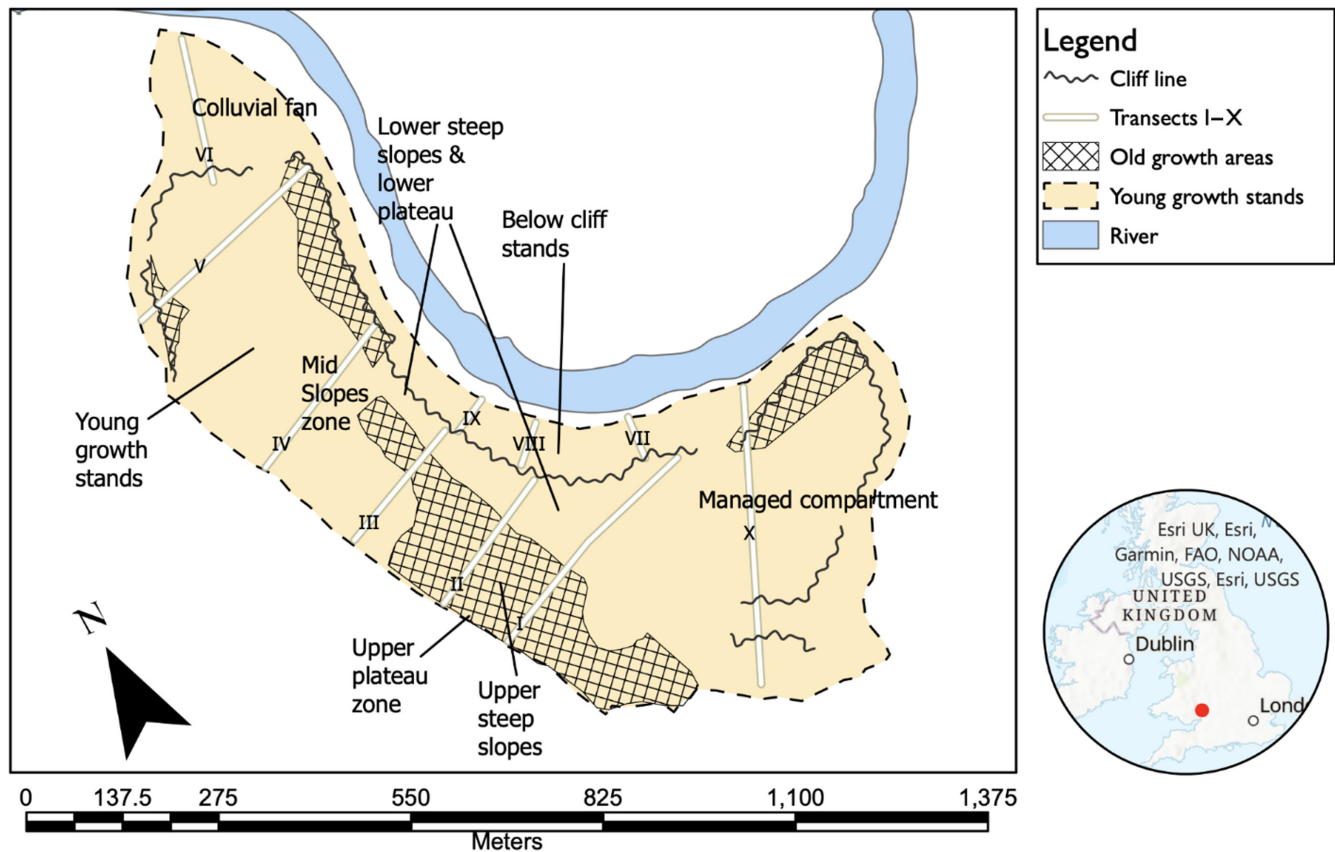 Colluvial fan
VI
Lower steep
slopes &
lower
plateau
Below cliff
stands
V
Mid
Slopes
zone
Young
growth
stands
IV
IX
VIII
VII
III
Managed compartment
X
II
I
Upper
plateau
zone
Upper
steep
slopes
N
Legend
Cliff line
Transects I–X
Old growth areas
Young growth stands
River
Esri UK, Esri,
Garmin, FAO, NOAA,
USGS, Esri, USGS
UNITED
KINGDOM
Dublin
Lond
0 137.5 275 550 825 1,100 1,375
Meters